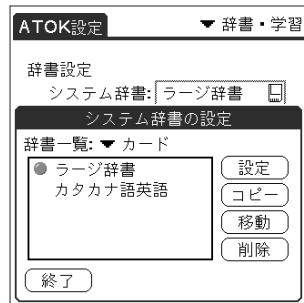 ATOK設定 ▼ 辞書・学習
辞書設定
システム辞書: ラージ辞書
システム辞書の設定
辞書一覧: ▼ カード
ラージ辞書
カタカナ語英語
設定
コピー
移動
削除
終了